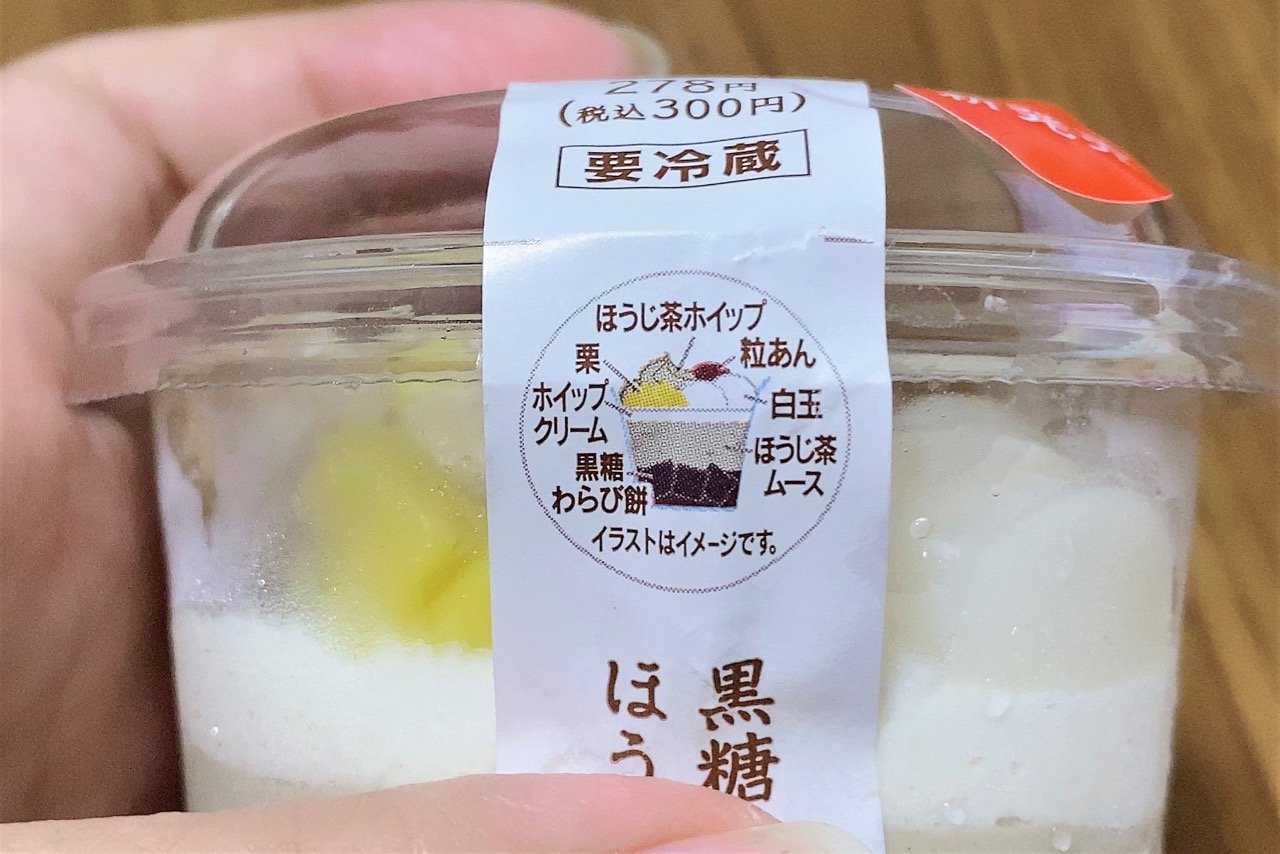 278円
(税込300円)
要冷蔵
ほうじ茶ホイップ
栗
粒あん
ホイップ
クリーム
白玉
ほうじ茶
ムース
黒糖
わらび餅
イラストはイメージです。
黒糖
ほう